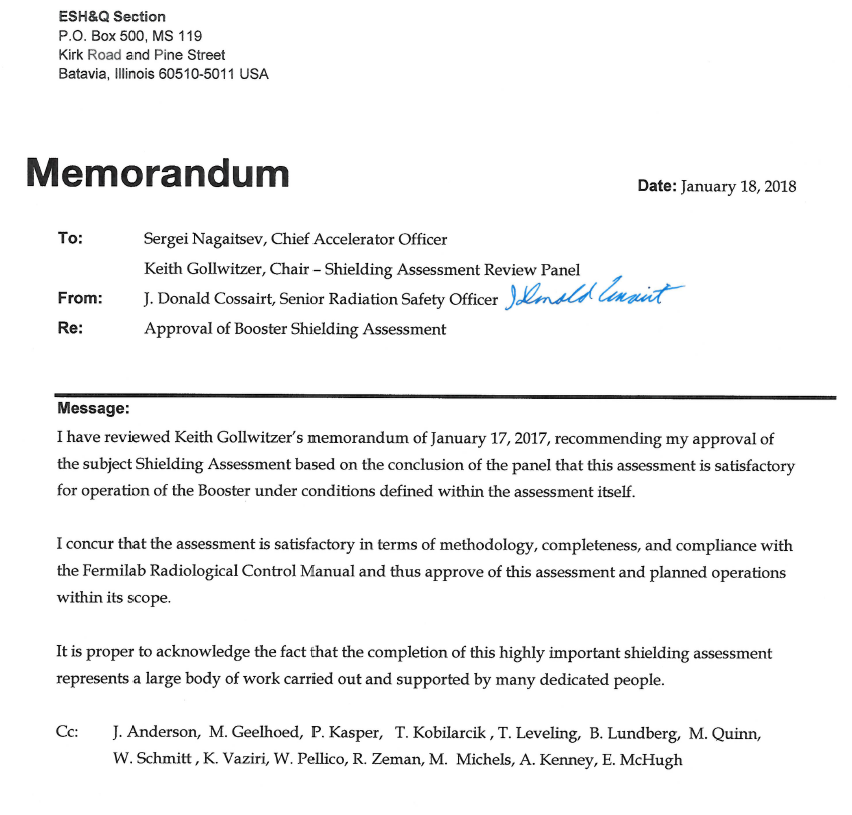 ESH&Q Section
P.O. Box 500, MS 119
Kirk Road and Pine Street
Batavia, Illinois 60510-5011 USA
Memorandum
Date: January 18, 2018
To: Sergei Nagaitsev, Chief Accelerator Officer
Keith Gollwitzer, Chair – Shielding Assessment Review Panel
From: J. Donald Cossairt, Senior Radiation Safety Officer J Donald Cossairt
Re: Approval of Booster Shielding Assessment
Message:
I have reviewed Keith Gollwitzer's memorandum of January 17, 2017, recommending my approval of
the subject Shielding Assessment based on the conclusion of the panel that this assessment is satisfactory
for operation of the Booster under conditions defined within the assessment itself.
I concur that the assessment is satisfactory in terms of methodology, completeness, and compliance with
the Fermilab Radiological Control Manual and thus approve of this assessment and planned operations
within its scope.
It is proper to acknowledge the fact that the completion of this highly important shielding assessment
represents a large body of work carried out and supported by many dedicated people.
Cc: J. Anderson, M. Geelhoed, P. Kasper, T. Kobilarcik , T. Leveling, B. Lundberg, M. Quinn,
W. Schmitt , K. Vaziri, W. Pellico, R. Zeman, M. Michels, A. Kenney, E. McHugh